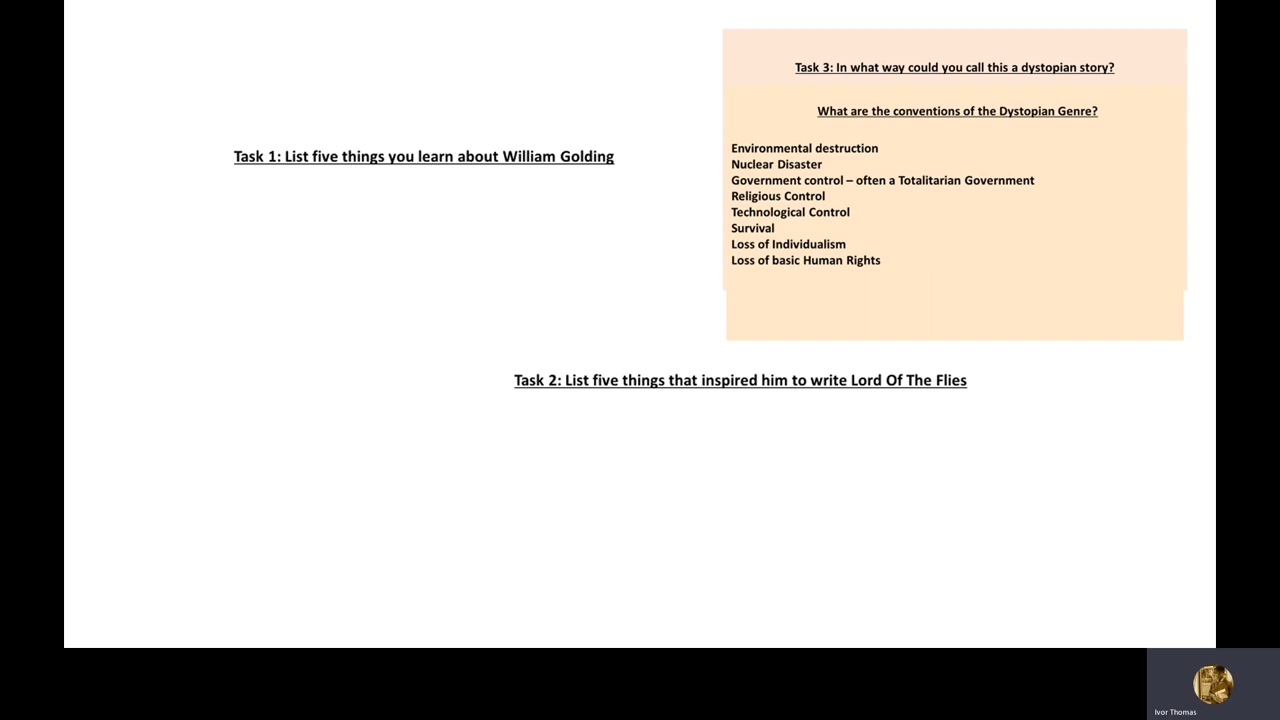 Task 1: List five things you learn about William Golding
Task 3: In what way could you call this a dystopian story?
What are the conventions of the Dystopian Genre?
Environmental destruction
Nuclear Disaster
Government control – often a Totalitarian Government
Religious Control
Technological Control
Survival
Loss of Individualism
Loss of basic Human Rights
Task 2: List five things that inspired him to write Lord Of The Flies
Ivor Thomas